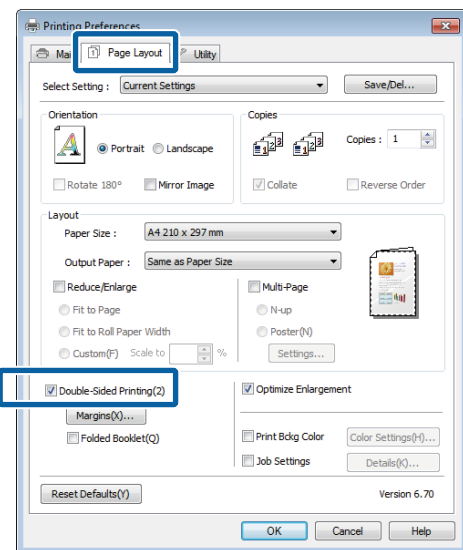 Printing Preferences
Mai Page Layout Utility
Select Setting : Current Settings Save/Del...
Orientation Copies
Portrait Landscape Copies : 1
Rotate 180° Mirror Image Collate Reverse Order
Layout
Paper Size : A4 210 x 297 mm
Output Paper : Same as Paper Size
Reduce/Enlarge Multi-Page
Fit to Page N-up
Fit to Roll Paper Width Poster(N)
Custom(F) Scale to % Settings...
Double-Sided Printing(2) Optimize Enlargement
Margins(X)...
Folded Booklet(Q) Print Bckg Color Color Settings(H)...
Job Settings Details(K)...
Reset Defaults(Y) Version 6.70
OK Cancel Help